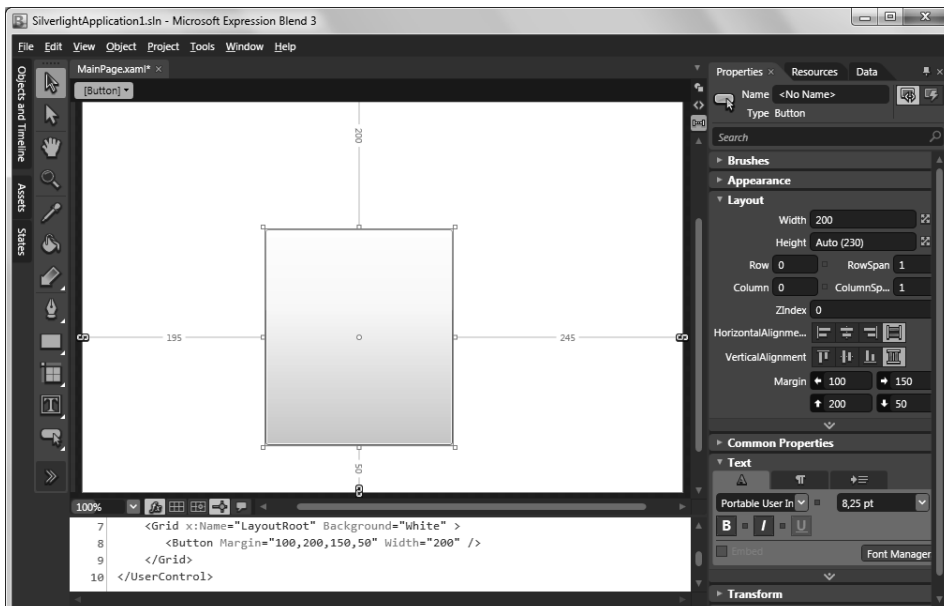 SilverlightApplication1.sln - Microsoft Expression Blend 3
File Edit View Object Project Tools Window Help
Objects and Timeline
Assets
States
MainPage.xaml* ×
[Button]
200
195
245
50
100%
7 <Grid x:Name="LayoutRoot" Background="White" >
8 <Button Margin="100,200,150,50" Width="200" />
9 </Grid>
10 </UserControl>
Properties × Resources Data
Name <No Name>
Type Button
Search
Brushes
Appearance
Layout
Width 200
Height Auto (230)
Row 0 RowSpan 1
Column 0 ColumnSp... 1
ZIndex 0
HorizontalAlignme...
VerticalAlignment
Margin 100 150
200 50
Common Properties
Text
Portable User In 8,25 pt
B I U
Embed Font Manager
Transform